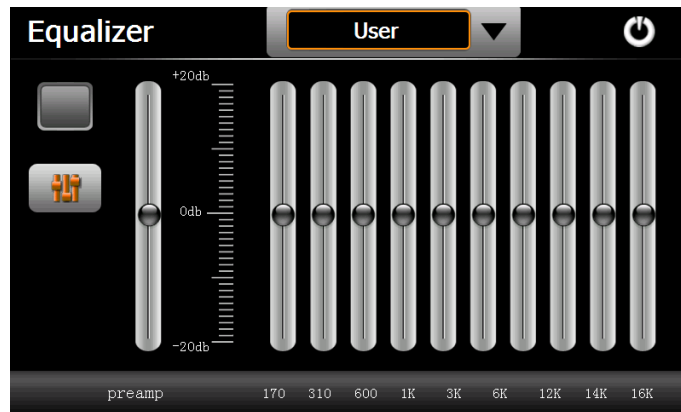 Equalizer
User
+20db
0db
-20db
preamp 170 310 600 1K 3K 6K 12K 14K 16K